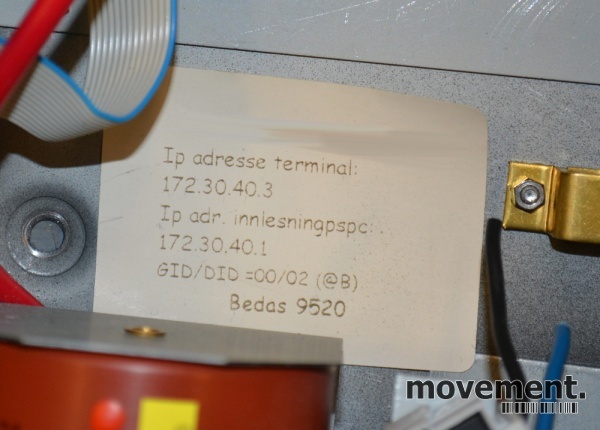 Ip adresse terminal:
172.30.40.3
Ip adr. innlesningpspc: .
172.30.40.1
GID/DID =00/02 (@B)
Bedas 9520
movement.